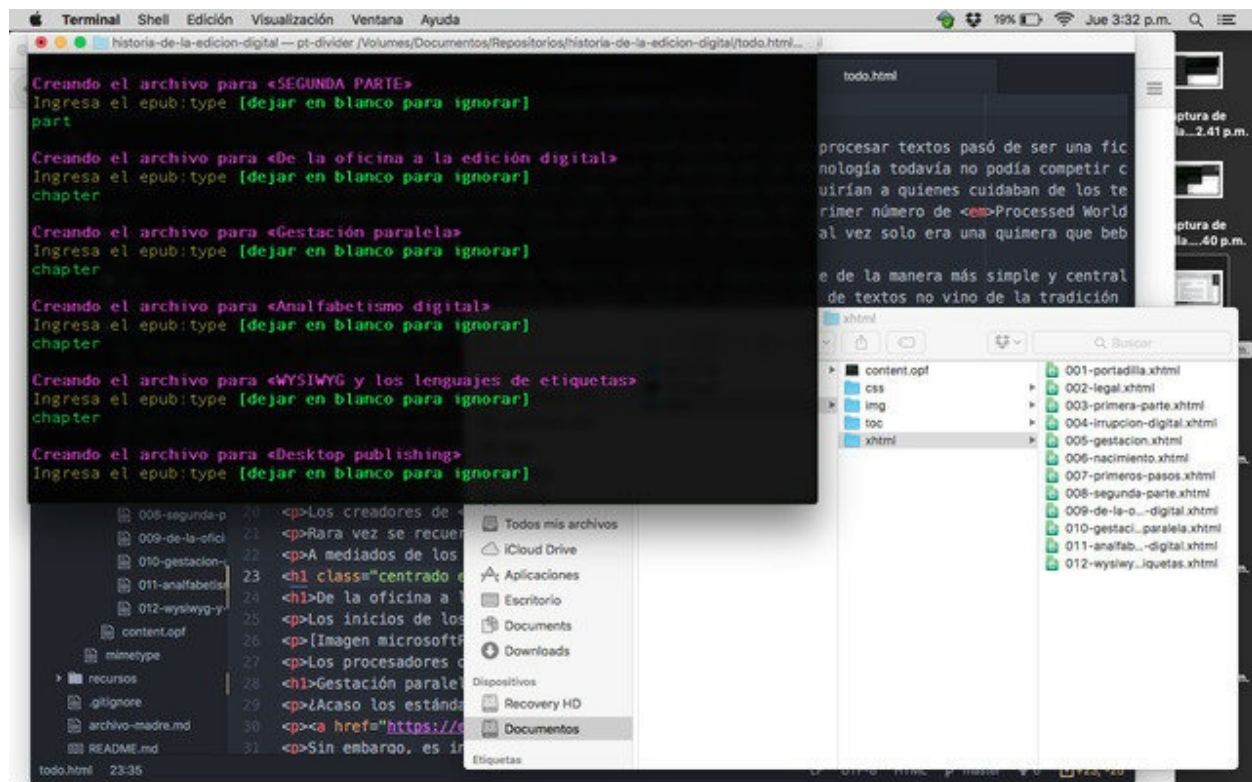 Terminal Shell Edición Visualización Ventana Ayuda
19% Jue 3:32 p.m.
historia-de-la-edicion-digital — pt-divider /Volumes/Documentos/Repositorios/historia-de-la-edicion-digital/todo.html...
Creando el archivo para «SEGUNDA PARTE»
Ingresa el epub:type [dejar en blanco para ignorar]
part
Creando el archivo para «De la oficina a la edición digital»
Ingresa el epub:type [dejar en blanco para ignorar]
chapter
Creando el archivo para «Gestación paralela»
Ingresa el epub:type [dejar en blanco para ignorar]
chapter
Creando el archivo para «Analfabetismo digital»
Ingresa el epub:type [dejar en blanco para ignorar]
chapter
Creando el archivo para «WYSIWYG y los lenguajes de etiquetas»
Ingresa el epub:type [dejar en blanco para ignorar]
chapter
Creando el archivo para «Desktop publishing»
Ingresa el epub:type [dejar en blanco para ignorar]
todo.html
procesar textos pasó de ser una fic
nología todavía no podía competir c
uirían a quienes cuidaban de los te
rimer número de <em>Processed World
al vez solo era una quimera que beb
e de la manera más simple y central
de textos no vino de la tradición
ptura de
la...2.41 p.m.
ptura de
la....40 p.m.
xhtml
Buscar
content.opf
css
img
toc
xhtml
001-portadilla.xhtml
002-legal.xhtml
003-primera-parte.xhtml
004-irrupcion-digital.xhtml
005-gestacion.xhtml
006-nacimiento.xhtml
007-primeros-pasos.xhtml
008-segunda-parte.xhtml
009-de-la-o...-digital.xhtml
010-gestaci...paralela.xhtml
011-analfab...-digital.xhtml
012-wysiwy...iquetas.xhtml
Todos mis archivos
iCloud Drive
Aplicaciones
Escritorio
Documents
Downloads
Dispositivos
Recovery HD
Documentos
Etiquetas
008-segunda-p
009-de-la-ofici
010-gestacion-
011-analfabetis
012-wysiwyg-y-
content.opf
mimetype
recursos
.gitignore
archivo-madre.md
README.md
20 <p>Los creadores de
21 <p>Rara vez se recuer
22 <p>A mediados de los
23 <h1 class="centrado e
24 <h1>De la oficina a l
25 <p>Los inicios de los
26 <p>[Imagen microsoft
27 <p>Los procesadores
28 <h1>Gestación paralel
29 <p>¿Acaso los estánda
30 <p><a href="https://
31 <p>Sin embargo, es in
todo.html 23:35
LF UTF-8 HTML master